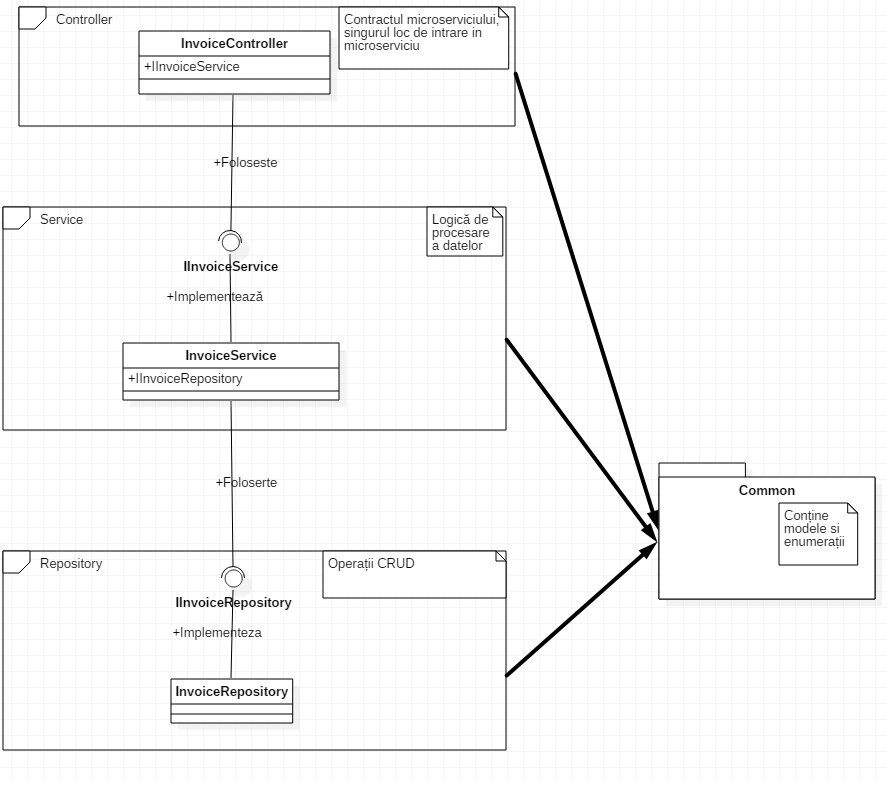 Controller
Contractul microserviciului,
singurul loc de intrare in
microserviciu
InvoiceController
+IInvoiceService
+Foloseste
Service
Logică de
procesare
a datelor
IInvoiceService
+Implementează
InvoiceService
+IInvoiceRepository
+Foloserte
Common
Conține
modele si
enumerații
Repository
Operații CRUD
IInvoiceRepository
+Implementeza
InvoiceRepository